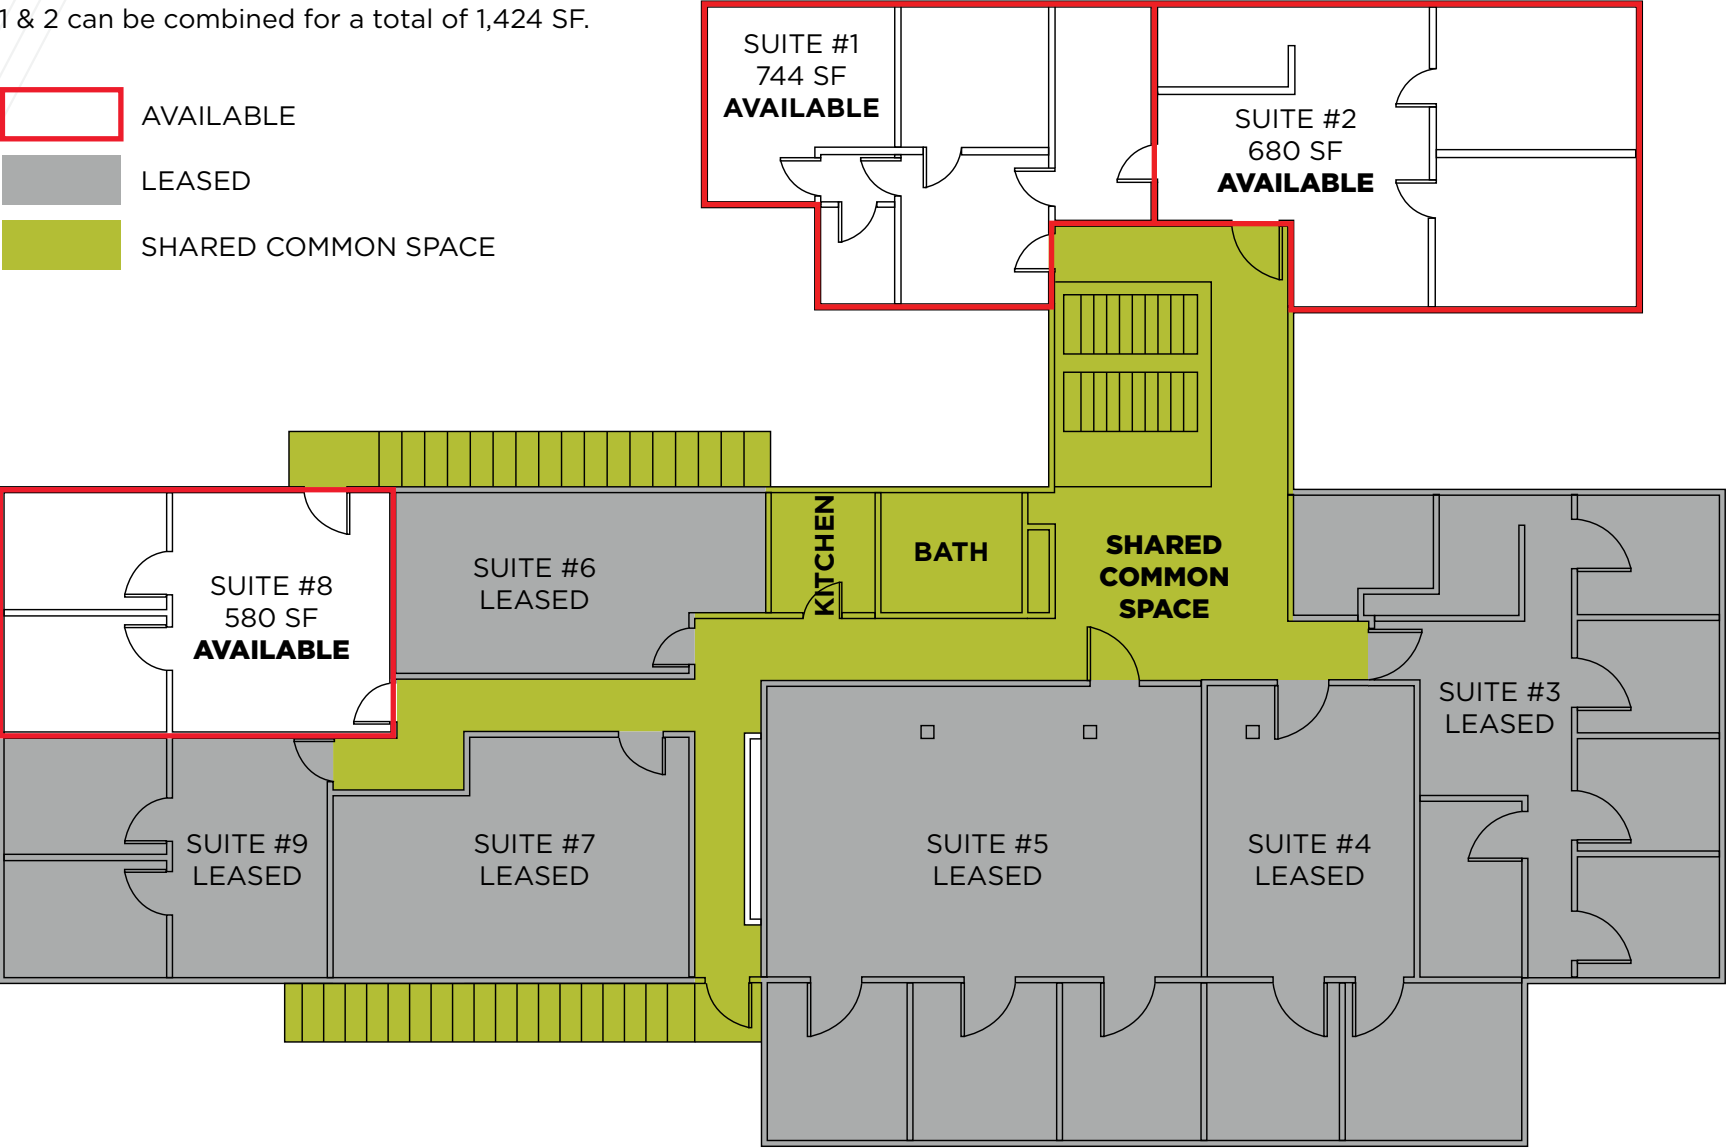 1 & 2 can be combined for a total of 1,424 SF.
AVAILABLE
LEASED
SHARED COMMON SPACE
SUITE #1
744 SF
AVAILABLE
SUITE #2
680 SF
AVAILABLE
SUITE #8
580 SF
AVAILABLE
SUITE #6
LEASED
KITCHEN
BATH
SHARED
COMMON
SPACE
SUITE #3
LEASED
SUITE #9
LEASED
SUITE #7
LEASED
SUITE #5
LEASED
SUITE #4
LEASED